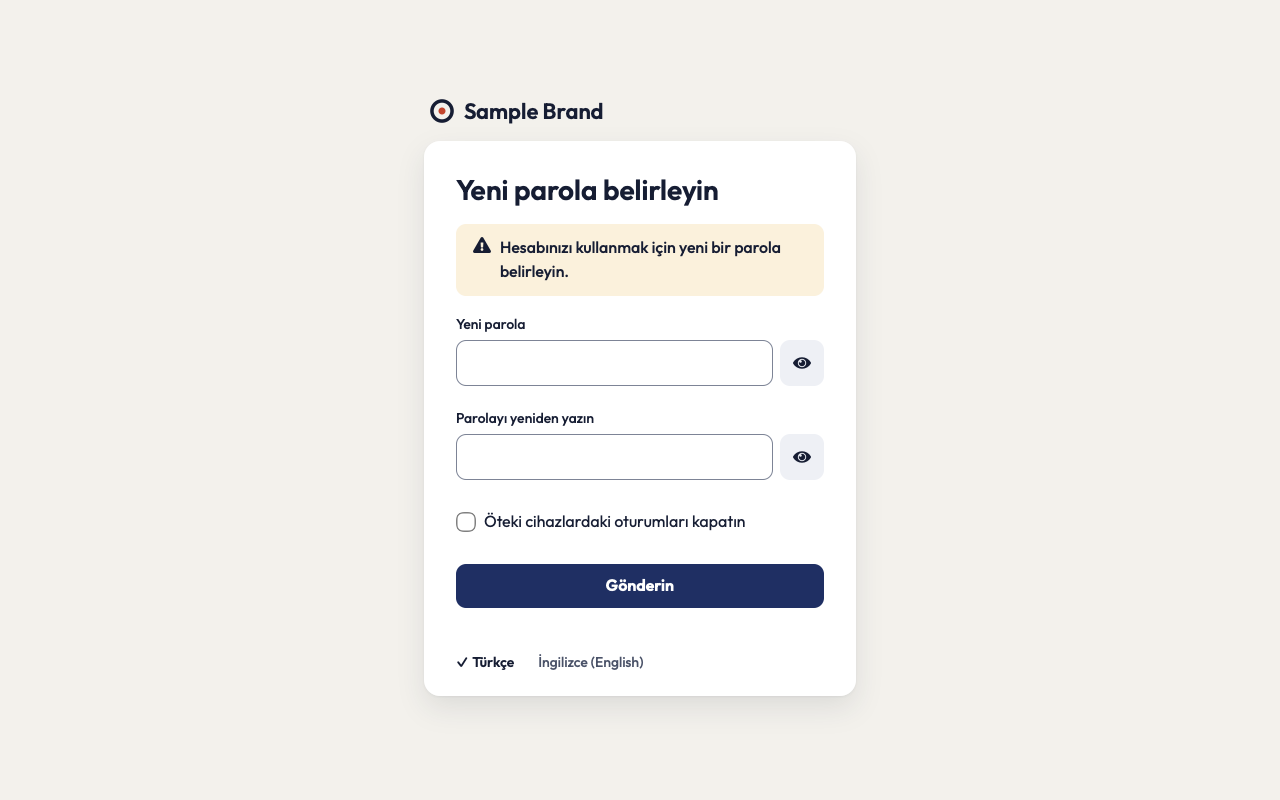 Sample Brand
Yeni parola belirleyin
Hesabınızı kullanmak için yeni bir parola
belirleyin.
Yeni parola
Parolayı yeniden yazın
Öteki cihazlardaki oturumları kapatın
Gönderin
Türkçe İngilizce (English)